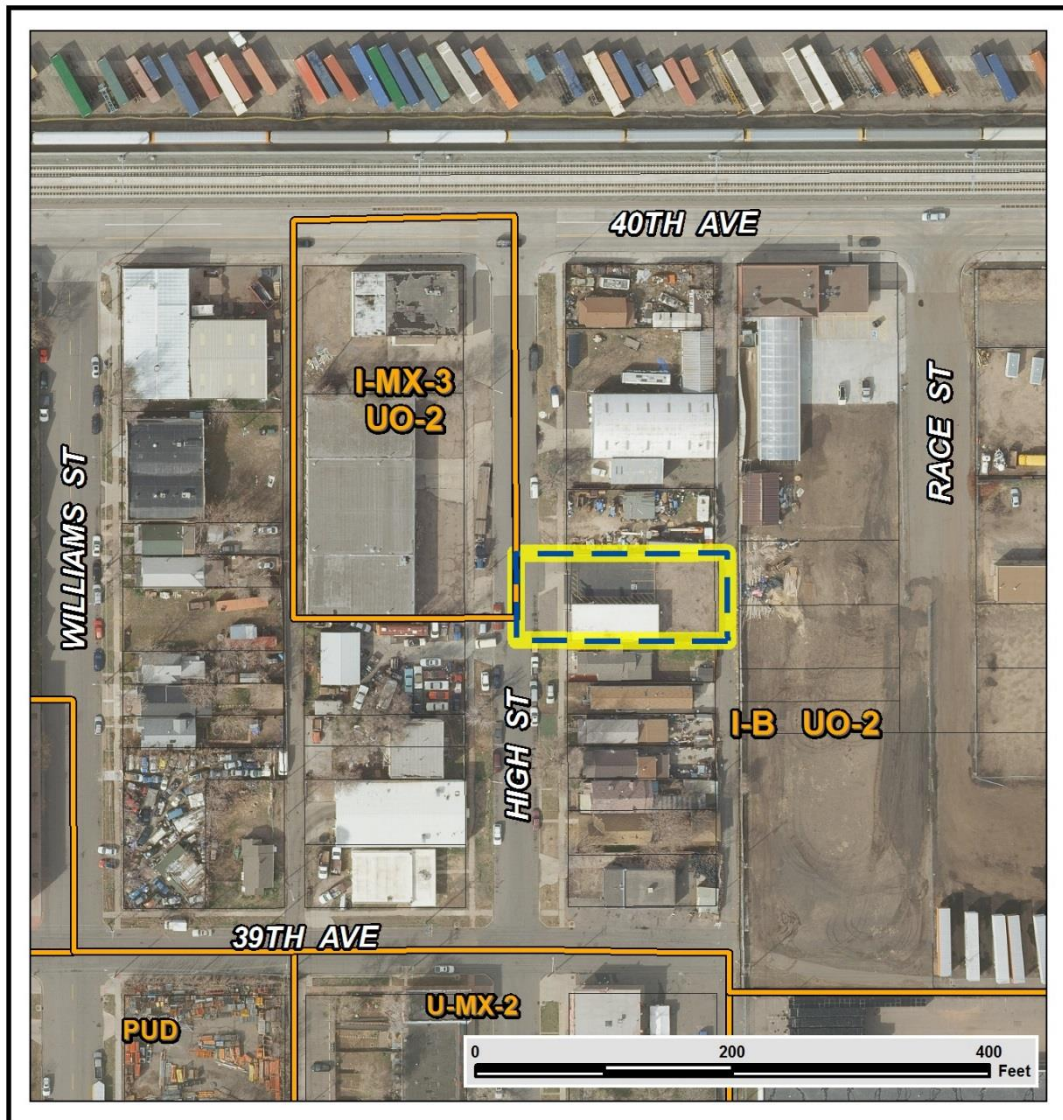 40TH AVE
I-MX-3
UO-2
WILLIAMS ST
RACE ST
HIGH ST
I-B UO-2
39TH AVE
U-MX-2
PUD
0 200 400
Feet